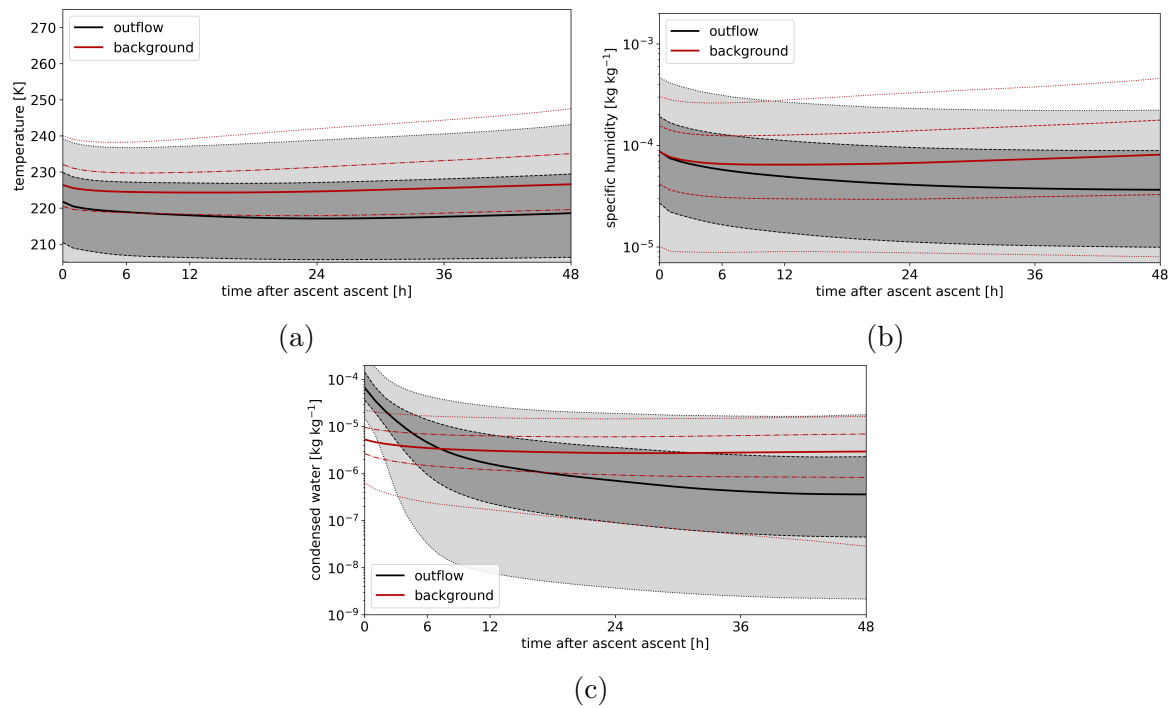 outflow
background
temperature [K]
270
260
250
240
230
220
210
0 6 12 24 36 48
time after ascent ascent [h]
(a)
outflow
background
specific humidity [kg kg⁻¹]
10⁻³
10⁻⁴
10⁻⁵
0 6 12 24 36 48
time after ascent ascent [h]
(b)
condensed water [kg kg⁻¹]
10⁻⁴
10⁻⁵
10⁻⁶
10⁻⁷
10⁻⁸
10⁻⁹
outflow
background
0 6 12 24 36 48
time after ascent ascent [h]
(c)